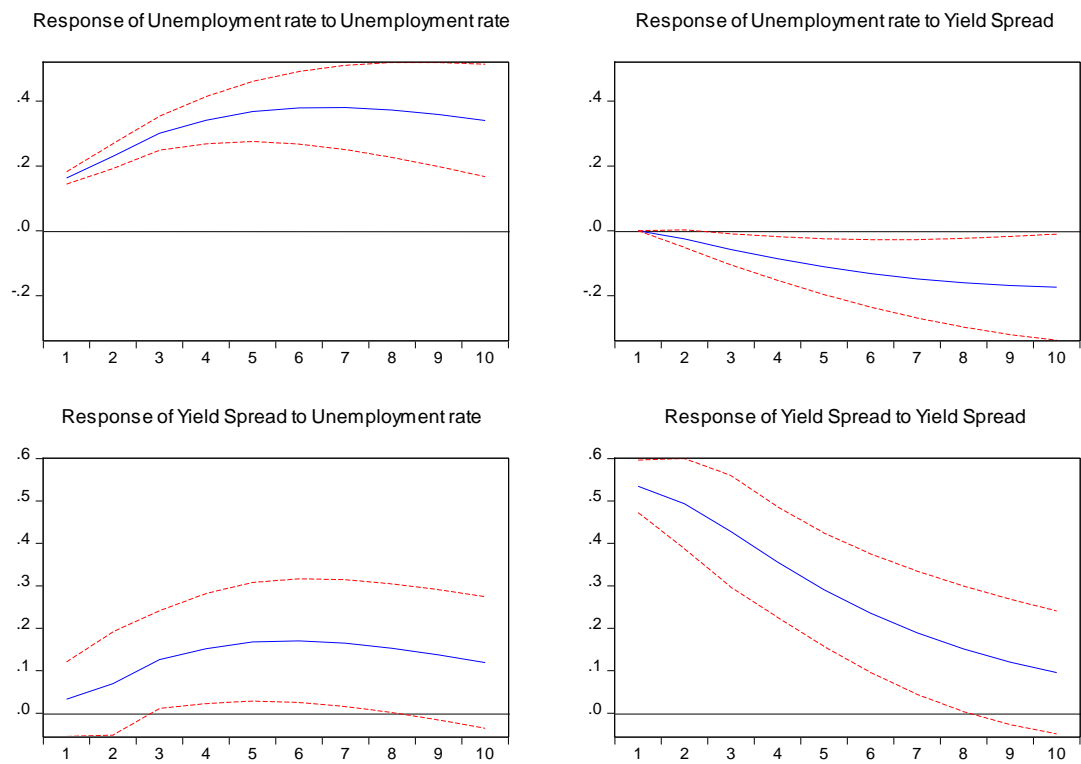 Response of Unemployment rate to Unemployment rate
.4
.2
.0
-.2
1 2 3 4 5 6 7 8 9 10
Response of Unemployment rate to Yield Spread
.4
.2
.0
-.2
1 2 3 4 5 6 7 8 9 10
Response of Yield Spread to Unemployment rate
.6
.5
.4
.3
.2
.1
.0
1 2 3 4 5 6 7 8 9 10
Response of Yield Spread to Yield Spread
.6
.5
.4
.3
.2
.1
.0
1 2 3 4 5 6 7 8 9 10